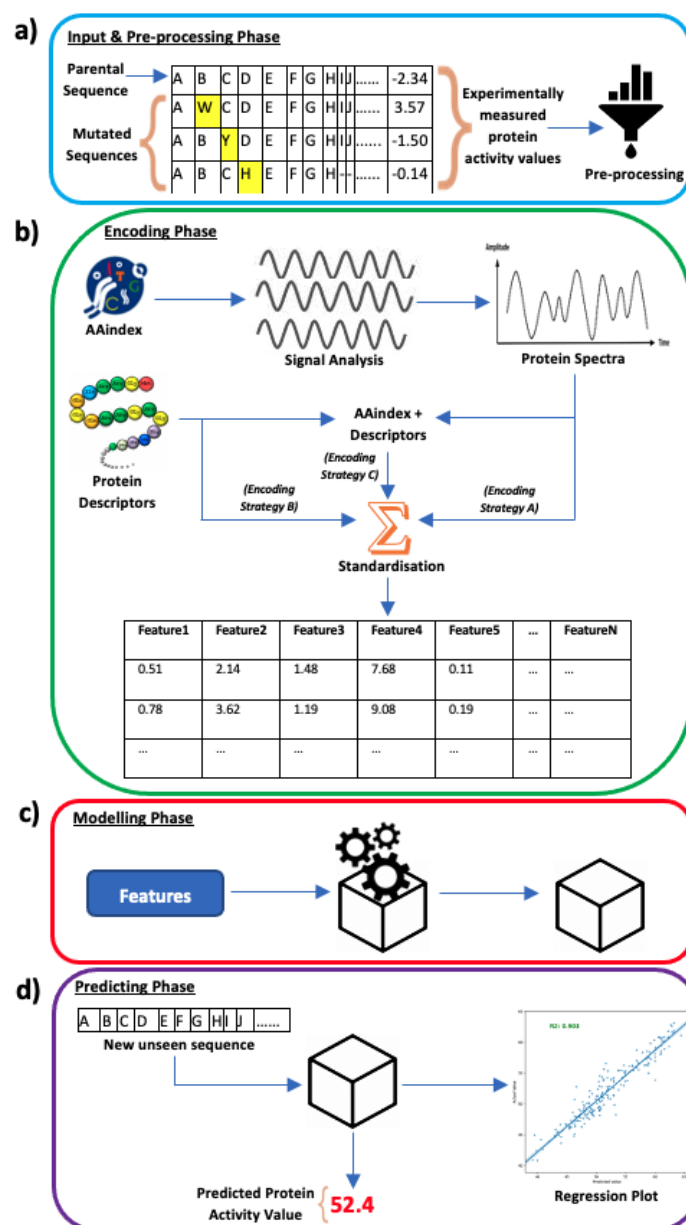 a)
Input & Pre-processing Phase
Parental
Sequence
A B C D E F G H I J ...... -2.34
A W C D E F G H I J ...... 3.57
Mutated
Sequences
A B Y D E F G H I J ...... -1.50
A B C H E F G H -- ...... -0.14
Experimentally
measured
protein
activity values
Pre-processing
b)
Encoding Phase
AAindex
Signal Analysis
Amplitude
Time
Protein Spectra
Protein
Descriptors
AAindex +
Descriptors
(Encoding
Strategy C)
(Encoding
Strategy B)
(Encoding
Strategy A)
Σ
Standardisation
Feature1 Feature2 Feature3 Feature4 Feature5 ... FeatureN
0.51 2.14 1.48 7.68 0.11 ... ...
0.78 3.62 1.19 9.08 0.19 ... ...
... ... ... ... ... ... ...
c)
Modelling Phase
Features
d)
Predicting Phase
A B C D E F G H I J ......
New unseen sequence
Predicted Protein
Activity Value
52.4
R2: 0.908
Actual Value
Predicted value
Regression Plot